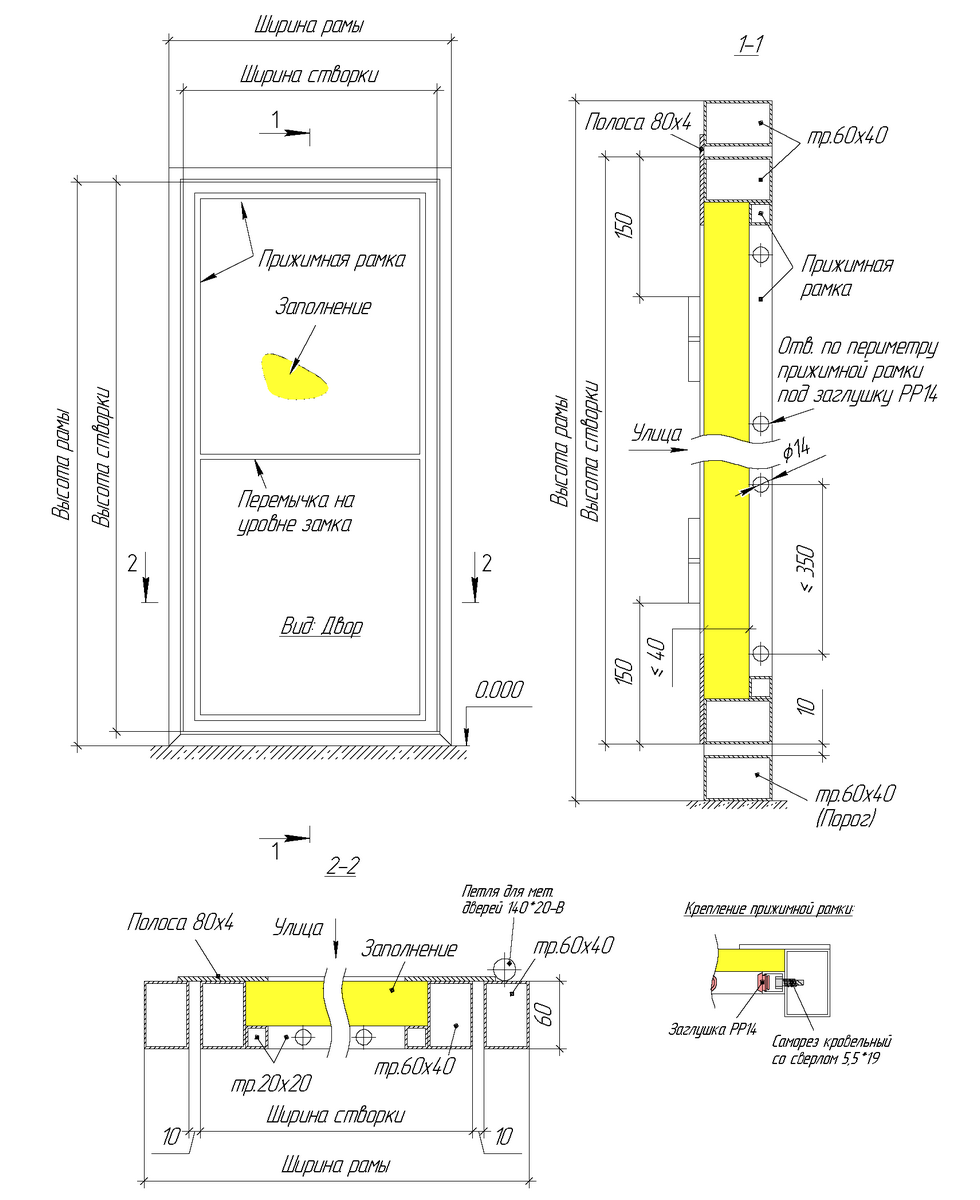 Ширина рамы
Ширина створки
1
Высота рамы
Высота створки
Прижимная рамка
Заполнение
Перемычка на
уровне замка
2
2
Вид: Двор
0.000
1
1-1
Полоса 80х4
тр.60х40
150
Прижимная
рамка
Отв. по периметру
прижимной рамки
под заглушку РР14
Высота рамы
Высота створки
Улица
ϕ14
≤ 350
150
≤ 40
10
тр.60х40
(Порог)
2-2
Полоса 80х4
Улица
Заполнение
Петля для мет.
дверей 140*20-В
тр.60х40
60
тр.20х20
тр.60х40
Ширина створки
10
10
Ширина рамы
Крепление прижимной рамки:
Заглушка РР14
Саморез кровельный
со сверлом 5,5*19